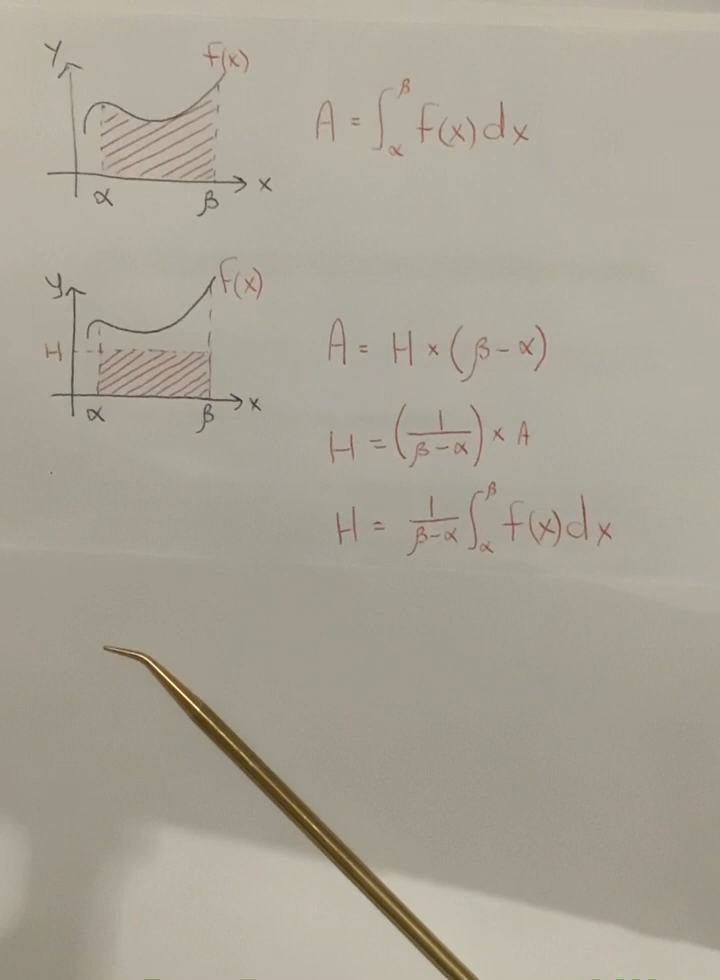 y
f(x)
A = ∫_α^β f(x) dx
α β x
y
f(x)
H
A = H × (β - α)
α β x
H = (1/(β - α)) × A
H = 1/(β-α) ∫_α^β f(x) dx